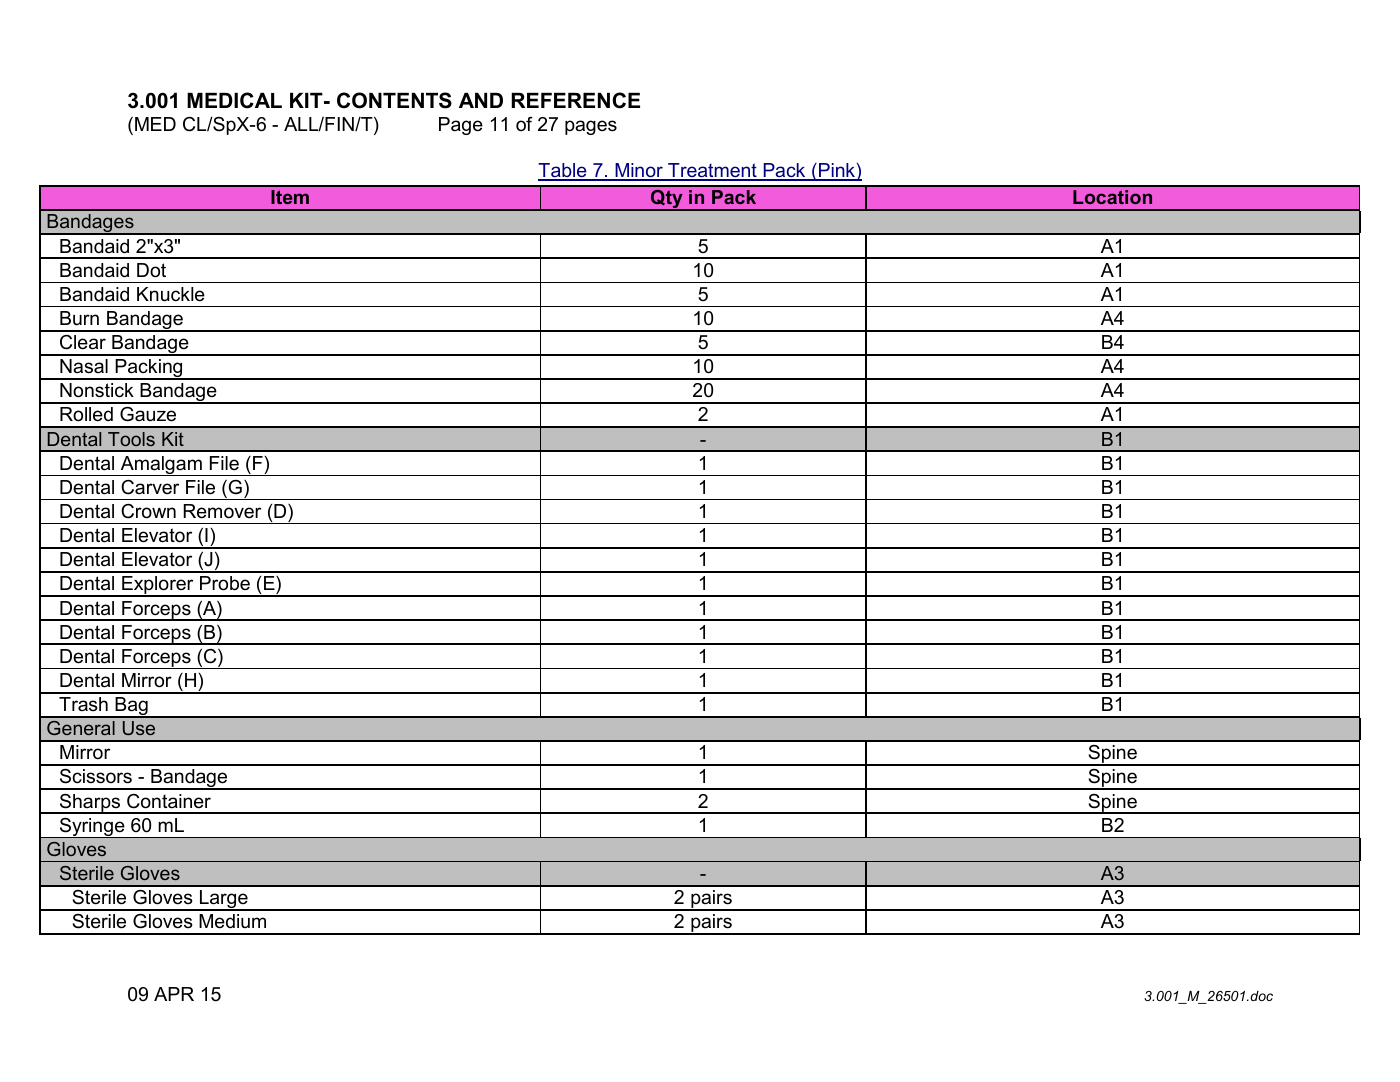 3.001 MEDICAL KIT- CONTENTS AND REFERENCE
(MED CL/SpX-6 - ALL/FIN/T) Page 11 of 27 pages
Table 7. Minor Treatment Pack (Pink)
Item Qty in Pack Location
Bandages
Bandaid 2"x3" 5 A1
Bandaid Dot 10 A1
Bandaid Knuckle 5 A1
Burn Bandage 10 A4
Clear Bandage 5 B4
Nasal Packing 10 A4
Nonstick Bandage 20 A4
Rolled Gauze 2 A1
Dental Tools Kit - B1
Dental Amalgam File (F) 1 B1
Dental Carver File (G) 1 B1
Dental Crown Remover (D) 1 B1
Dental Elevator (I) 1 B1
Dental Elevator (J) 1 B1
Dental Explorer Probe (E) 1 B1
Dental Forceps (A) 1 B1
Dental Forceps (B) 1 B1
Dental Forceps (C) 1 B1
Dental Mirror (H) 1 B1
Trash Bag 1 B1
General Use
Mirror 1 Spine
Scissors - Bandage 1 Spine
Sharps Container 2 Spine
Syringe 60 mL 1 B2
Gloves
Sterile Gloves - A3
Sterile Gloves Large 2 pairs A3
Sterile Gloves Medium 2 pairs A3
09 APR 15 3.001_M_26501.doc